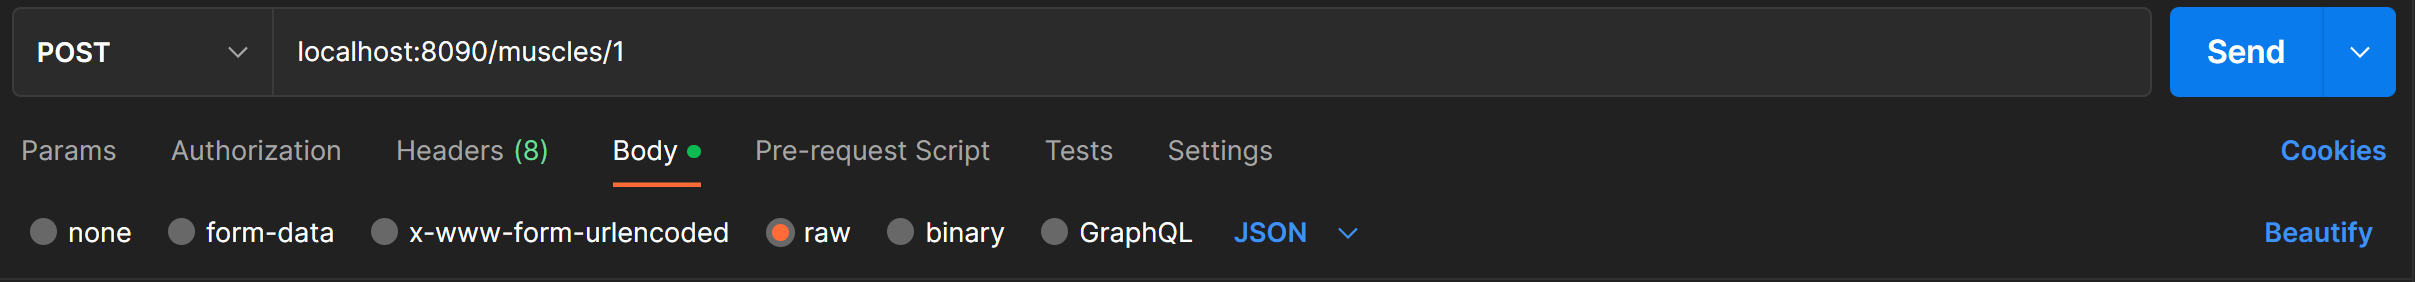 POST localhost:8090/muscles/1 Send
Params Authorization Headers (8) Body Pre-request Script Tests Settings Cookies
none form-data x-www-form-urlencoded raw binary GraphQL JSON Beautify